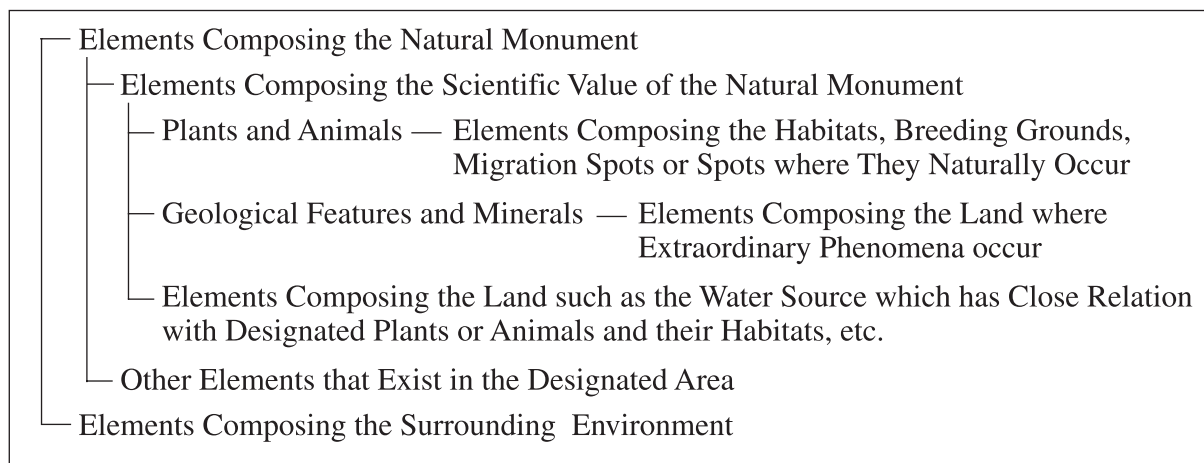 Elements Composing the Natural Monument
Elements Composing the Scientific Value of the Natural Monument
Plants and Animals — Elements Composing the Habitats, Breeding Grounds,
Migration Spots or Spots where They Naturally Occur
Geological Features and Minerals — Elements Composing the Land where
Extraordinary Phenomena occur
Elements Composing the Land such as the Water Source which has Close Relation
with Designated Plants or Animals and their Habitats, etc.
Other Elements that Exist in the Designated Area
Elements Composing the Surrounding Environment